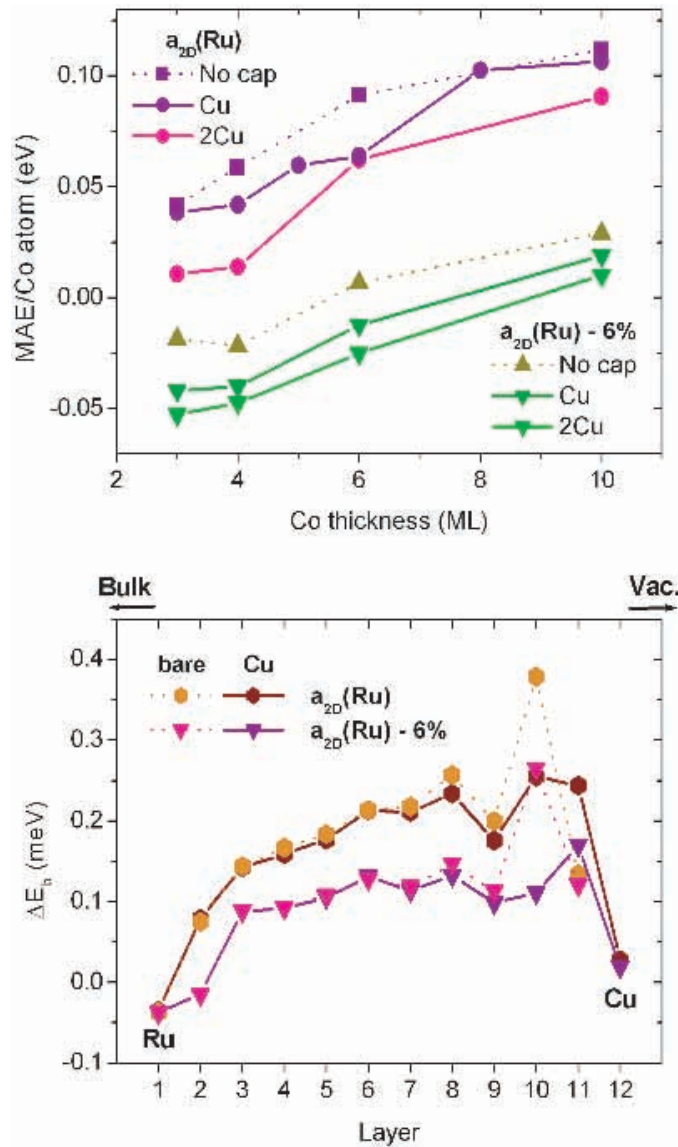 a2D(Ru)
No cap
Cu
2Cu
a2D(Ru) - 6%
No cap
Cu
2Cu
MAE/Co atom (eV)
0.10
0.05
0.00
-0.05
2 4 6 8 10
Co thickness (ML)
Bulk Vac.
bare Cu
a2D(Ru)
a2D(Ru) - 6%
ΔEb (meV)
0.4
0.3
0.2
0.1
0.0
-0.1
Ru
Cu
1 2 3 4 5 6 7 8 9 10 11 12
Layer